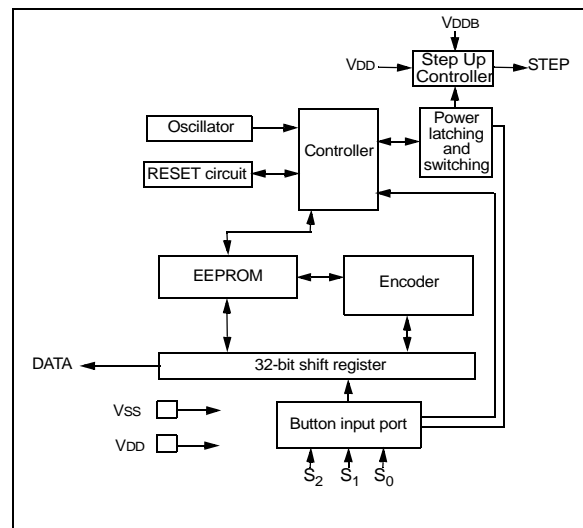 VDDB
VDD
Step Up
Controller
STEP
Power
latching
and
switching
Oscillator
Controller
RESET circuit
EEPROM
Encoder
DATA
32-bit shift register
VSS
Button input port
VDD
S2 S1 S0